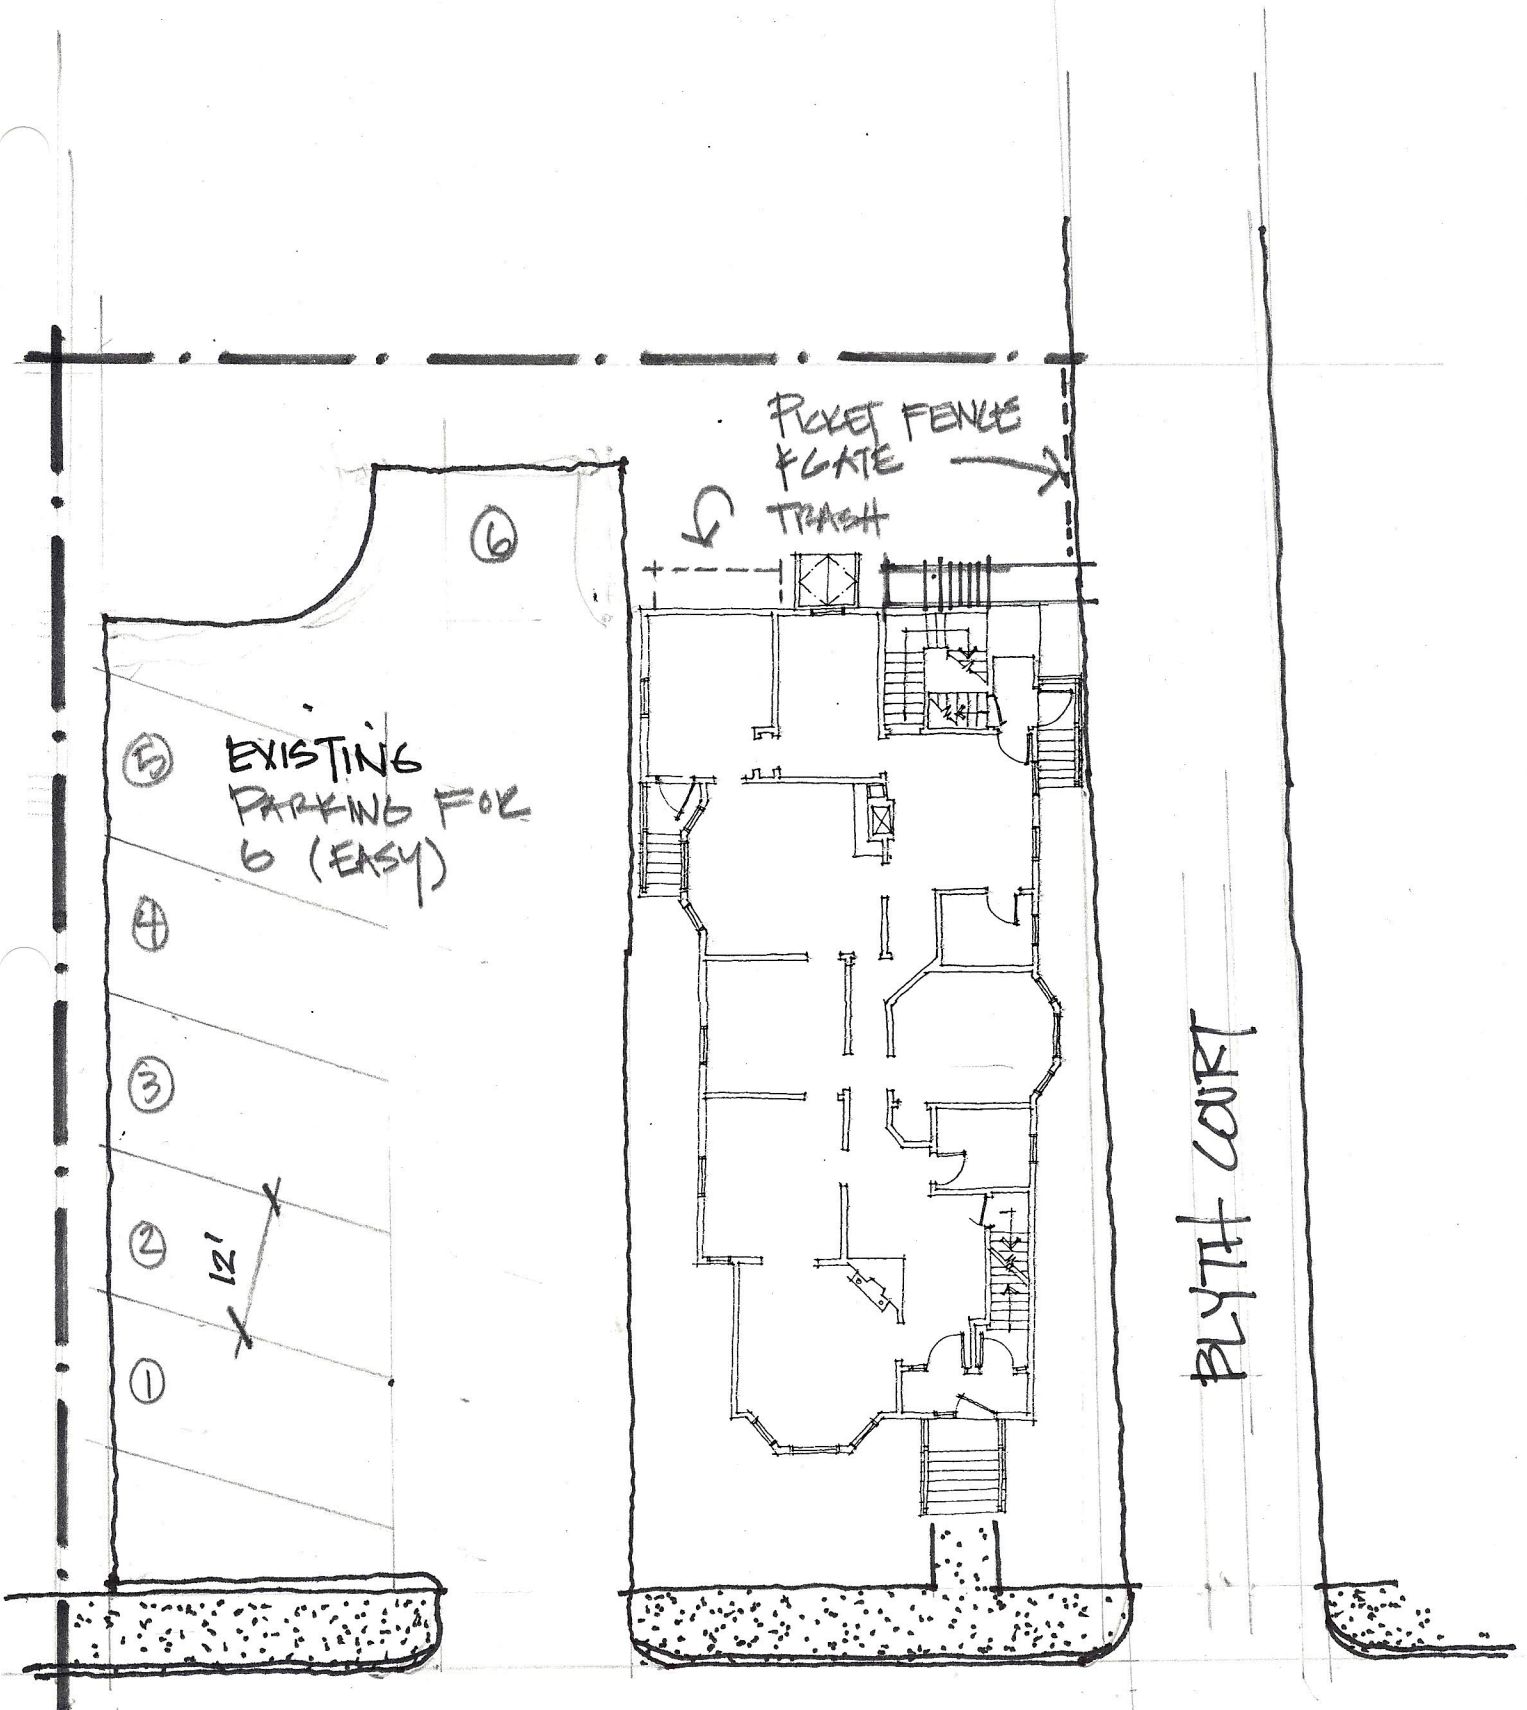 PICKET FENCE
& GATE
TRASH
6
5
EXISTING
PARKING FOR
6 (EASY)
4
3
2
12'
1
BLYTH COURT